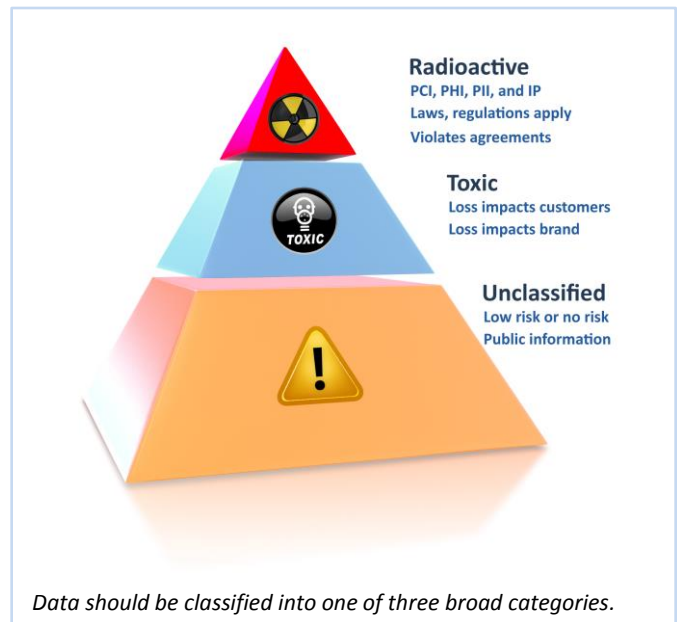 Radioactive
PCI, PHI, PII, and IP
Laws, regulations apply
Violates agreements
Toxic
Loss impacts customers
Loss impacts brand
TOXIC
Unclassified
Low risk or no risk
Public information
!
Data should be classified into one of three broad categories.